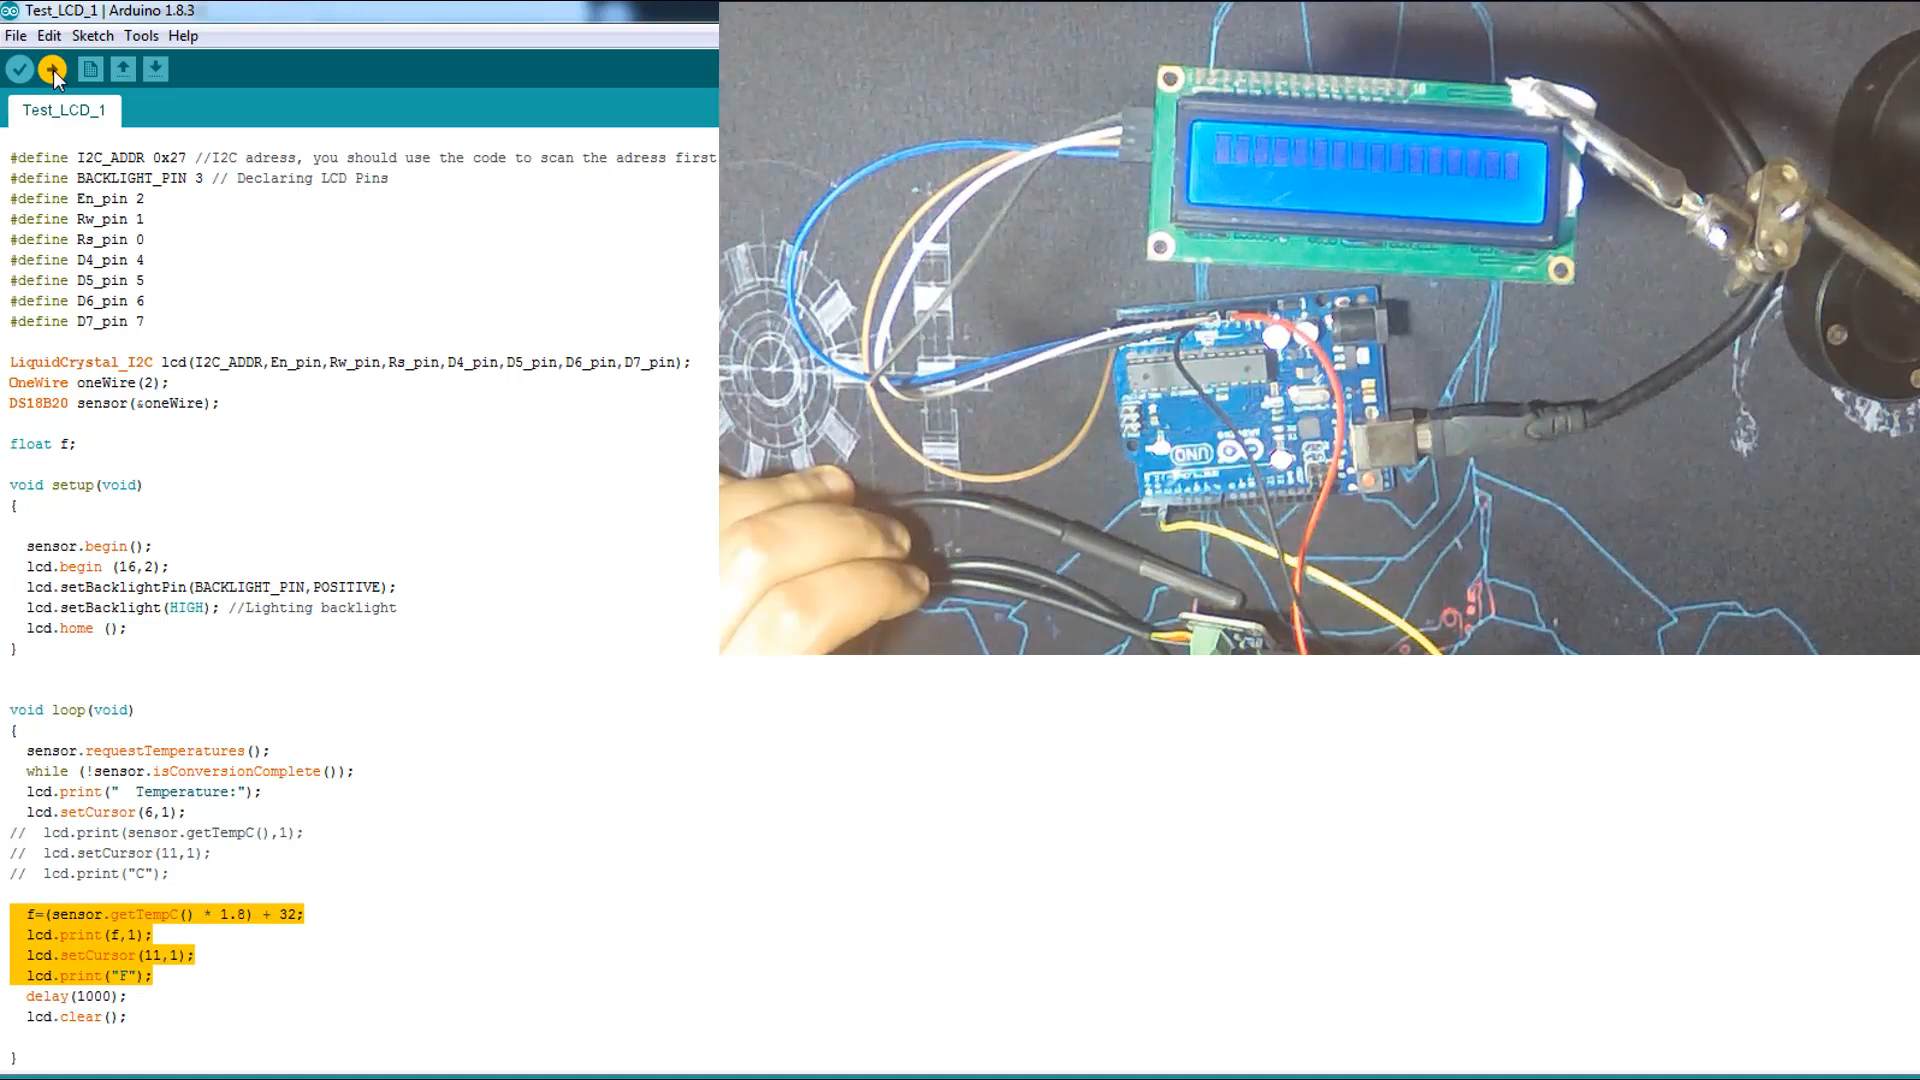 Test_LCD_1 | Arduino 1.8.3
File Edit Sketch Tools Help
Test_LCD_1
#define I2C_ADDR 0x27 //I2C adress, you should use the code to scan the adress first
#define BACKLIGHT_PIN 3 // Declaring LCD Pins
#define En_pin 2
#define Rw_pin 1
#define Rs_pin 0
#define D4_pin 4
#define D5_pin 5
#define D6_pin 6
#define D7_pin 7
LiquidCrystal_I2C lcd(I2C_ADDR,En_pin,Rw_pin,Rs_pin,D4_pin,D5_pin,D6_pin,D7_pin);
OneWire oneWire(2);
DS18B20 sensor(&oneWire);
float f;
void setup(void)
{
sensor.begin();
lcd.begin (16,2);
lcd.setBacklightPin(BACKLIGHT_PIN,POSITIVE);
lcd.setBacklight(HIGH); //Lighting backlight
lcd.home ();
}
void loop(void)
{
sensor.requestTemperatures();
while (!sensor.isConversionComplete());
lcd.print("  Temperature:");
lcd.setCursor(6,1);
//  lcd.print(sensor.getTempC(),1);
//  lcd.setCursor(11,1);
//  lcd.print("C");
f=(sensor.getTempC() * 1.8) + 32;
lcd.print(f,1);
lcd.setCursor(11,1);
lcd.print("F");
delay(1000);
lcd.clear();
}
UNO